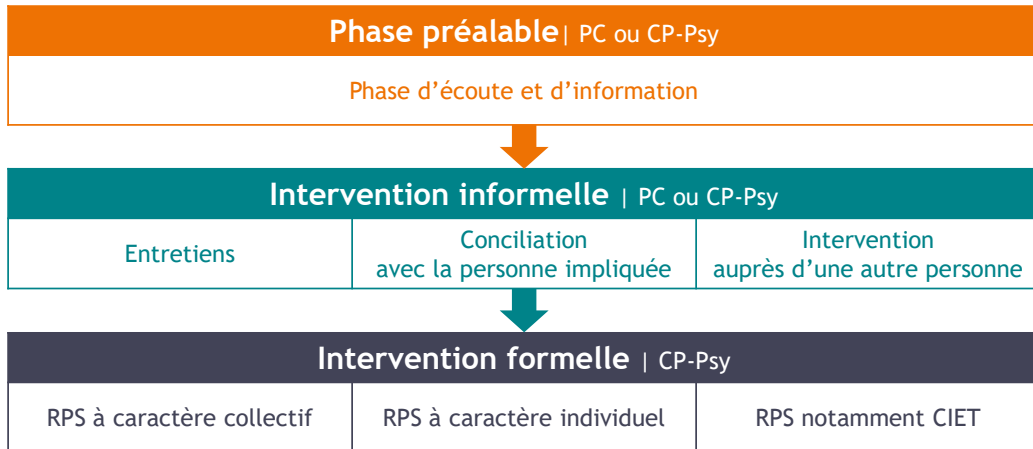 Phase préalable| PC ou CP-Psy
Phase d’écoute et d’information
Intervention informelle | PC ou CP-Psy
Entretiens
Conciliation
avec la personne impliquée
Intervention
auprès d’une autre personne
Intervention formelle | CP-Psy
RPS à caractère collectif
RPS à caractère individuel
RPS notamment CIET